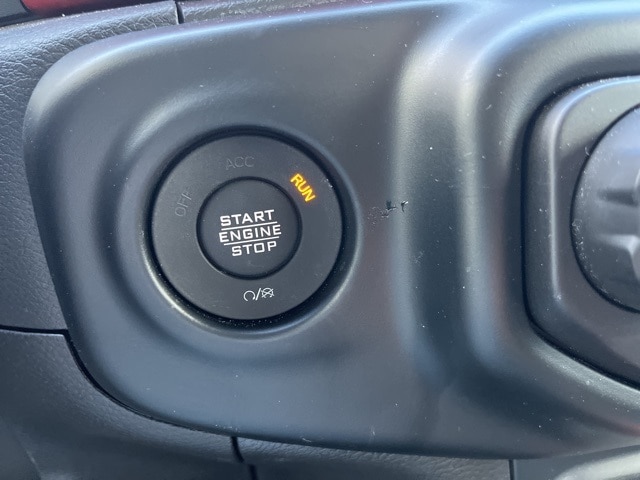 ACC
OFF
RUN
START
ENGINE
STOP